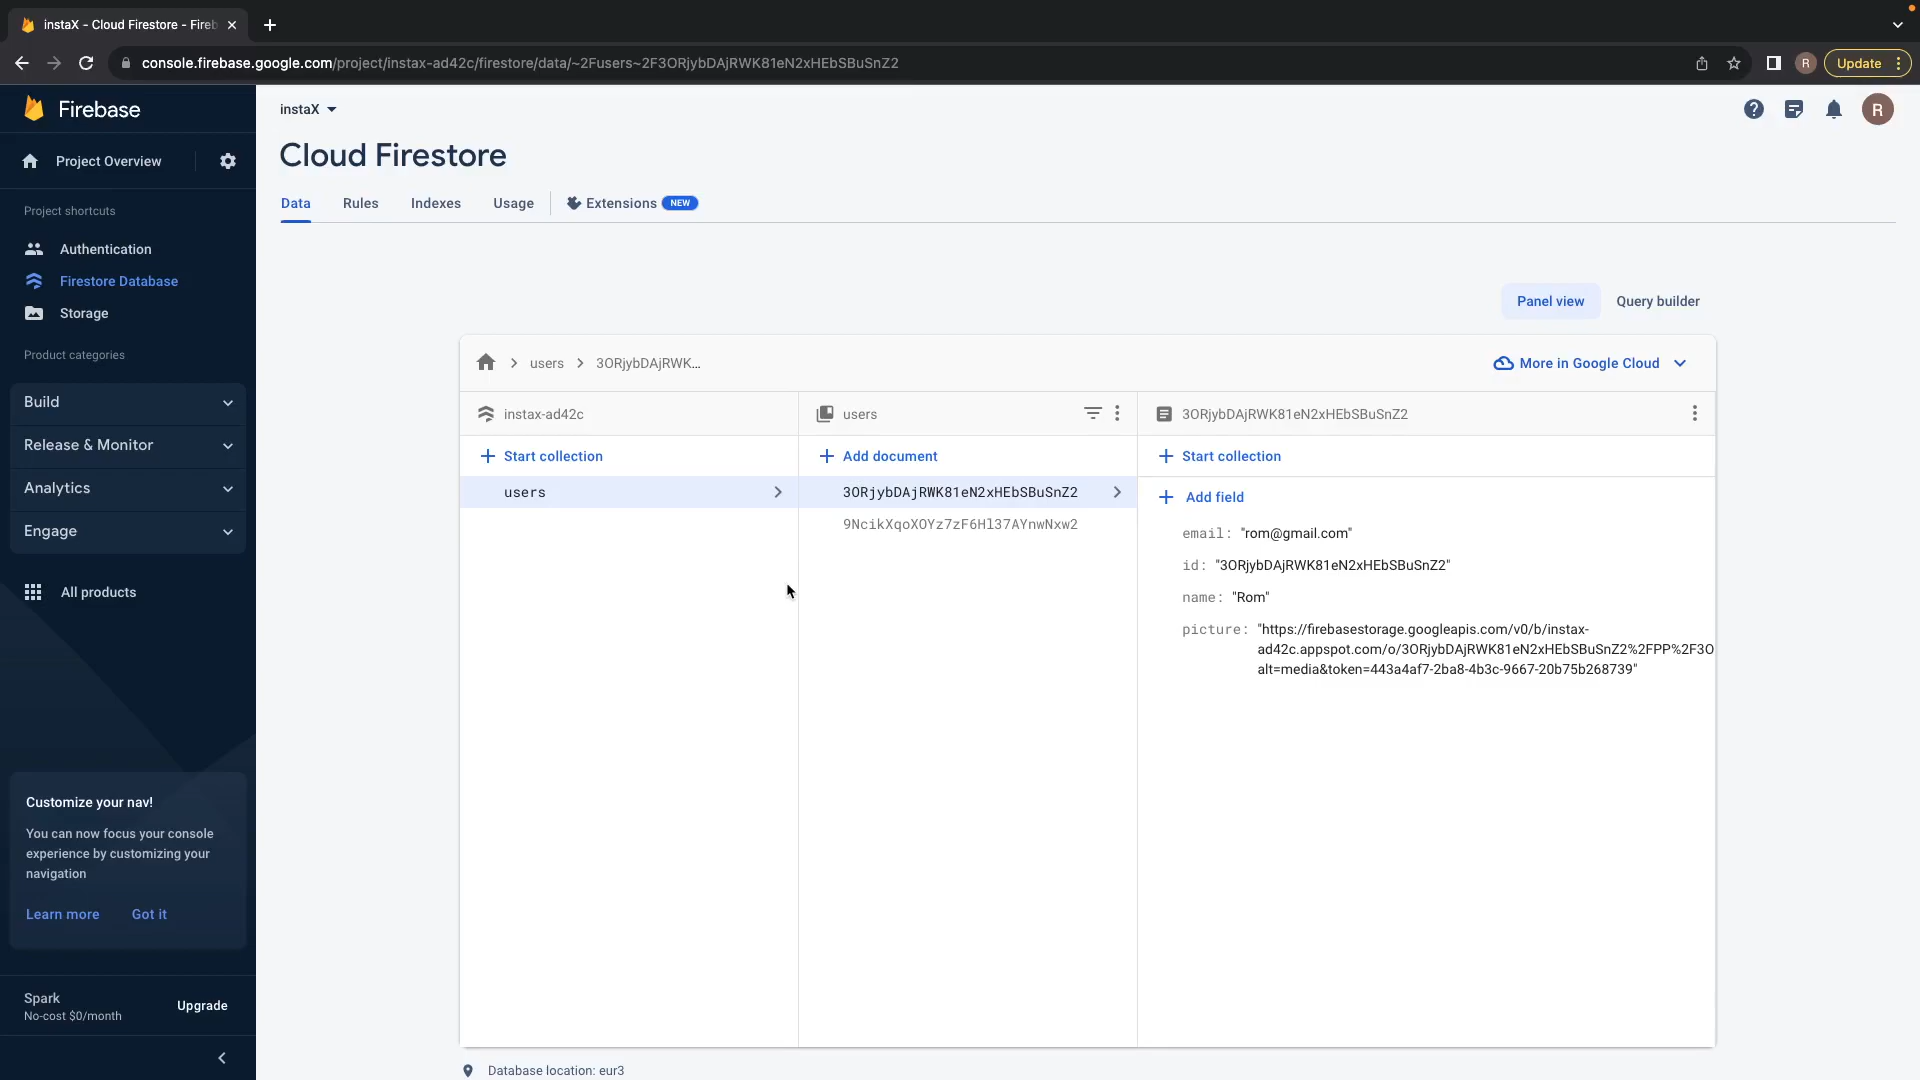 instaX - Cloud Firestore - Fireb
console.firebase.google.com/project/instax-ad42c/firestore/data/~2Fusers~2F3ORjybDAjRWK81eN2xHEbSBuSnZ2
R
Update
Firebase
instaX
R
Project Overview
Cloud Firestore
Data
Rules
Indexes
Usage
Extensions
NEW
Project shortcuts
Authentication
Firestore Database
Storage
Product categories
Build
Release & Monitor
Analytics
Engage
All products
Panel view
Query builder
users
3ORjybDAjRWK...
More in Google Cloud
instax-ad42c
users
3ORjybDAjRWK81eN2xHEbSBuSnZ2
Start collection
Add document
Start collection
users
3ORjybDAjRWK81eN2xHEbSBuSnZ2
9NcikXqoXOYz7zF6Hl37AYnwNxw2
Add field
email: "rom@gmail.com"
id: "3ORjybDAjRWK81eN2xHEbSBuSnZ2"
name: "Rom"
picture: "https://firebasestorage.googleapis.com/v0/b/instax-
ad42c.appspot.com/o/3ORjybDAjRWK81eN2xHEbSBuSnZ2%2FPP%2F3O
alt=media&token=443a4af7-2ba8-4b3c-9667-20b75b268739"
Customize your nav!
You can now focus your console
experience by customizing your
navigation
Learn more
Got it
Spark
No-cost $0/month
Upgrade
Database location: eur3